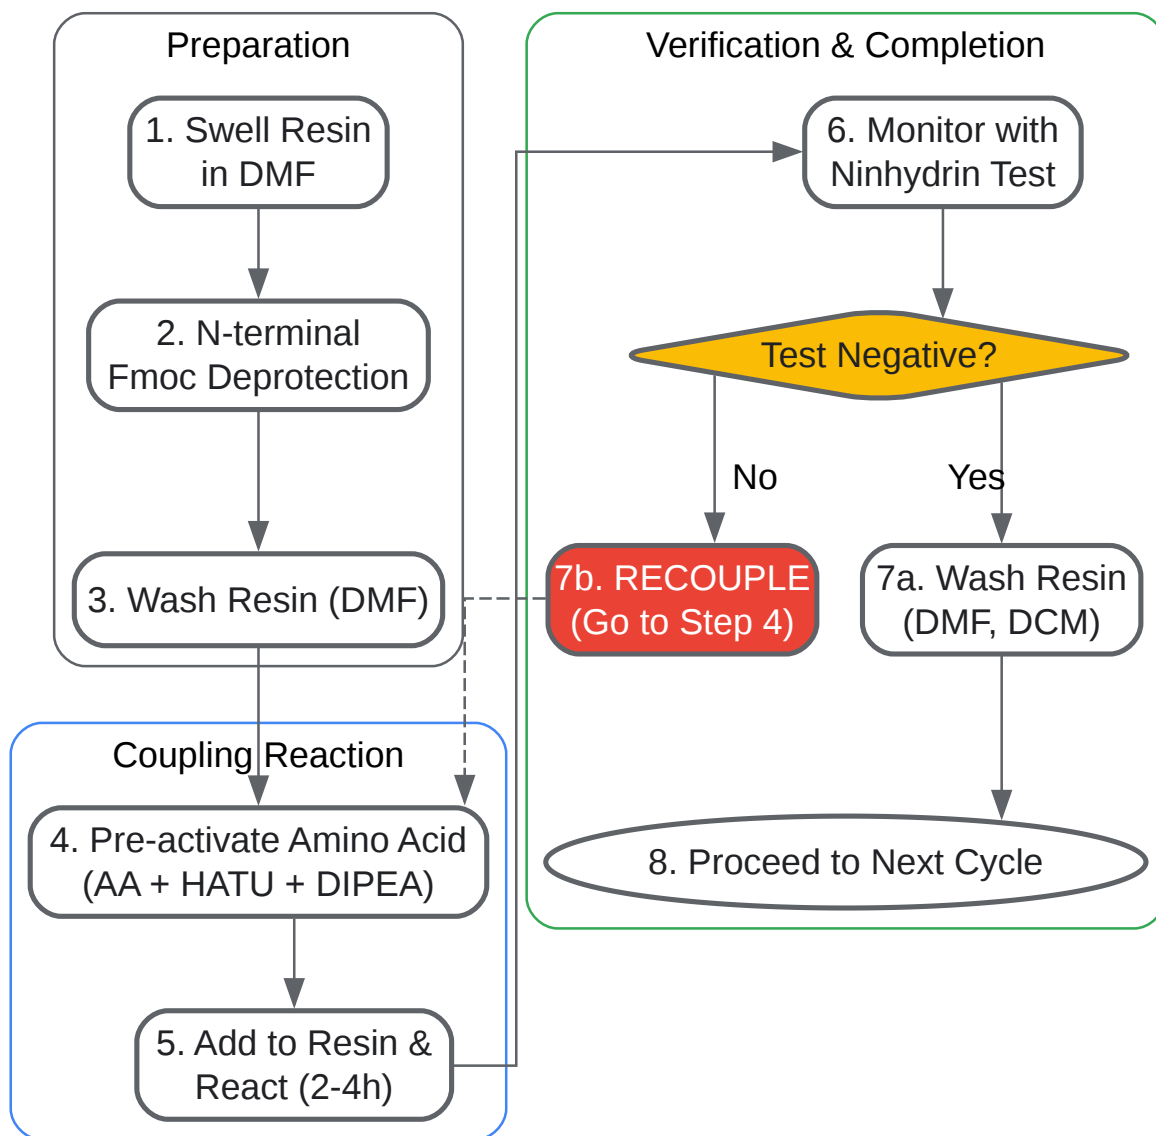 Preparation
1. Swell Resin
in DMF
2. N-terminal
Fmoc Deprotection
3. Wash Resin (DMF)
Coupling Reaction
4. Pre-activate Amino Acid
(AA + HATU + DIPEA)
5. Add to Resin &
React (2-4h)
Verification & Completion
6. Monitor with
Ninhydrin Test
Test Negative?
No
Yes
7b. RECOUPLE
(Go to Step 4)
7a. Wash Resin
(DMF, DCM)
8. Proceed to Next Cycle